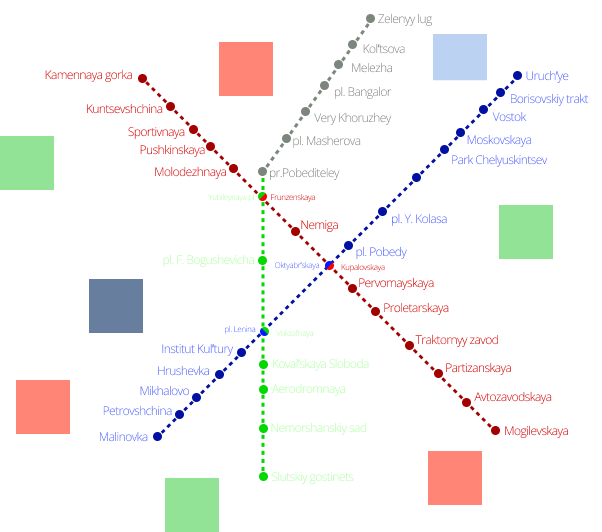 Zelenyy lug
Kol'tsova
Melezha
pl. Bangalor
Very Khoruzhey
pl. Masherova
pr.Pobediteley
Kamennaya gorka
Kuntsevshchina
Sportivnaya
Pushkinskaya
Molodezhnaya
Uruch'ye
Borisovskiy trakt
Vostok
Moskovskaya
Park Chelyuskintsev
pl. Y. Kolasa
pl. Pobedy
Yubileynaya pl.
Frunzenskaya
Nemiga
pl. F. Bogushevicha
Oktyabr'skaya
Kupalovskaya
Pervomayskaya
Proletarskaya
Traktornyy zavod
Partizanskaya
Avtozavodskaya
Mogilevskaya
pl. Lenina
Vokzal'naya
Institut Kul'tury
Hrushevka
Mikhalovo
Petrovshchina
Malinovka
Koval'skaya Sloboda
Aerodromnaya
Nemorshanskiy sad
Slutskiy gostinets